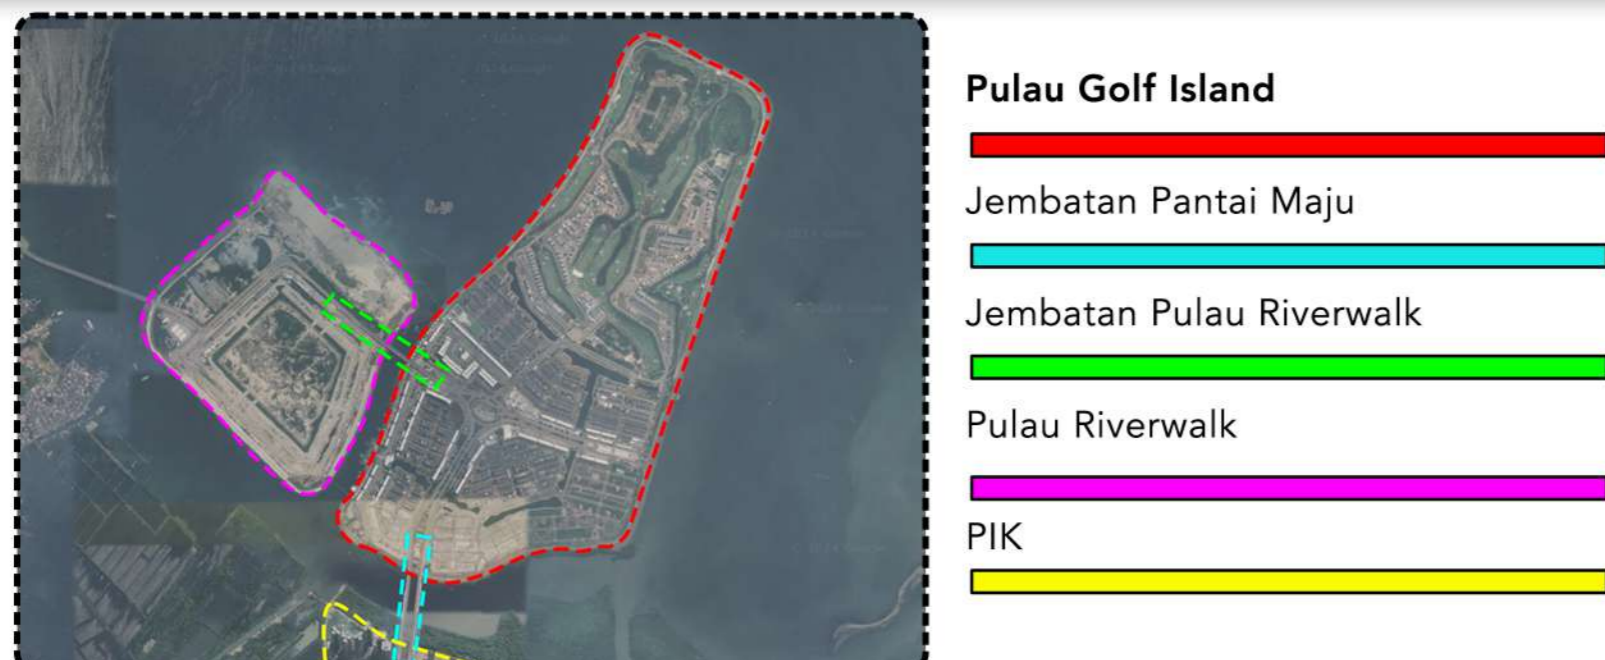 Pulau Golf Island
Jembatan Pantai Maju
Jembatan Pulau Riverwalk
Pulau Riverwalk
PIK